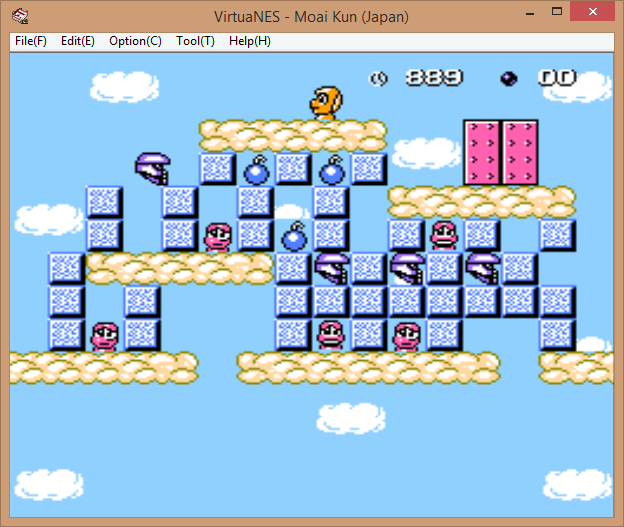 VirtuaNES - Moai Kun (Japan)
File(F) Edit(E) Option(C) Tool(T) Help(H)
889 00